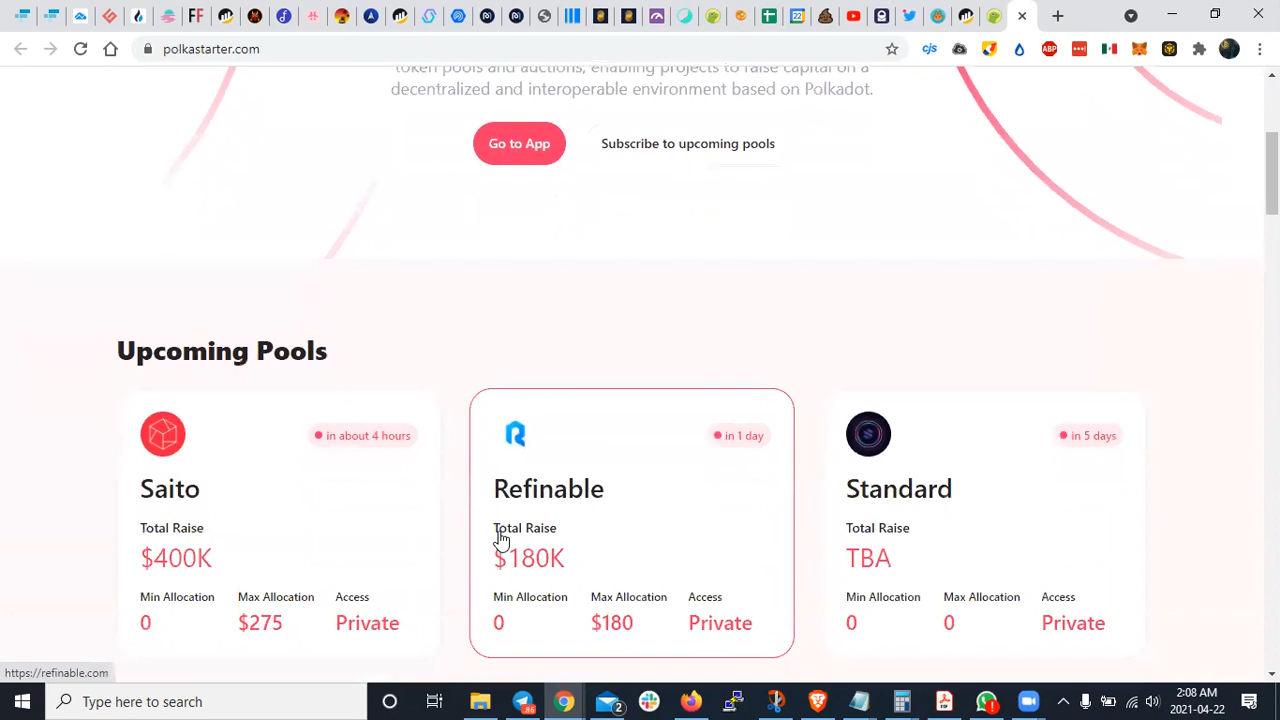 polkastarter.com
token pools and auctions, enabling projects to raise capital on a
decentralized and interoperable environment based on Polkadot.
Go to App
Subscribe to upcoming pools
Upcoming Pools
in about 4 hours
Saito
Total Raise
$400K
Min Allocation Max Allocation Access
0 $275 Private
in 1 day
Refinable
Total Raise
$180K
Min Allocation Max Allocation Access
0 $180 Private
in 5 days
Standard
Total Raise
TBA
Min Allocation Max Allocation Access
0 0 Private
https://refinable.com
Type here to search
2:08 AM
2021-04-22